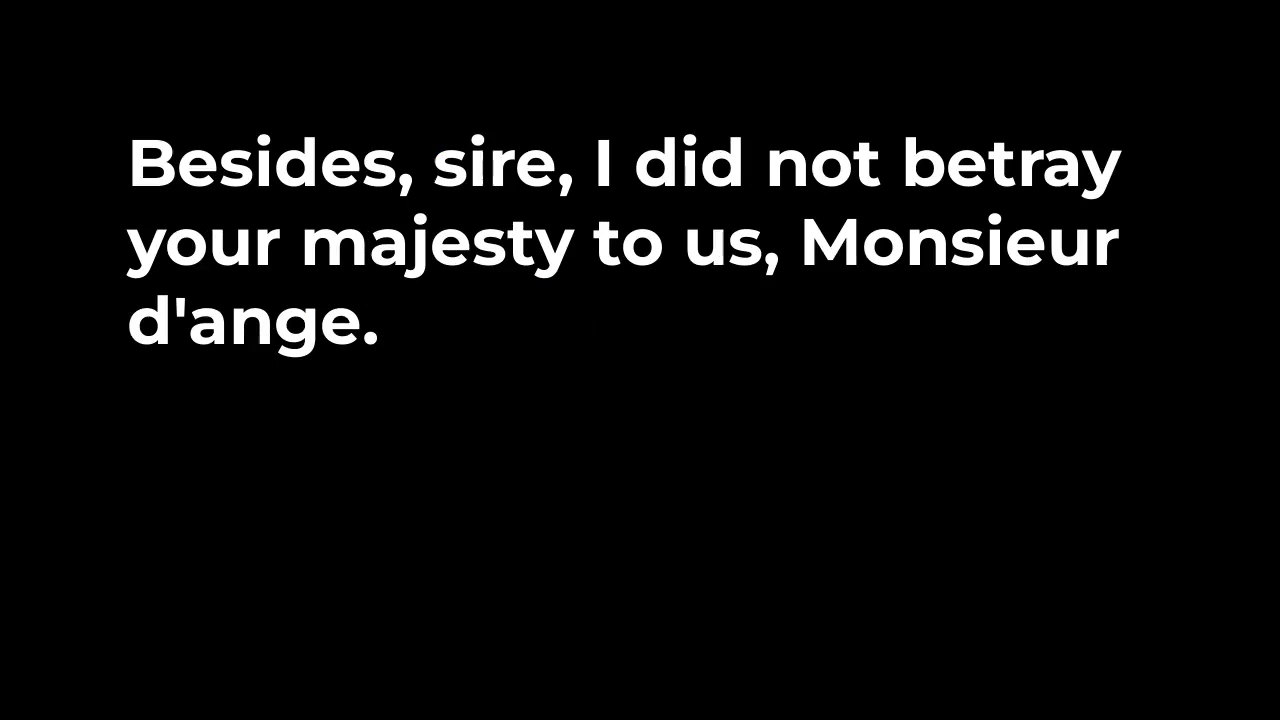 Besides, sire, I did not betray
your majesty to us, Monsieur
d'ange.